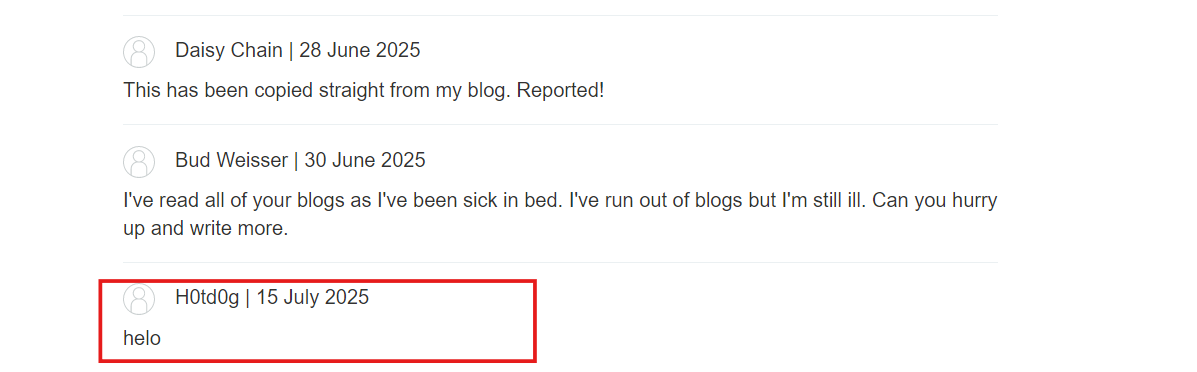 Daisy Chain | 28 June 2025
This has been copied straight from my blog. Reported!
Bud Weisser | 30 June 2025
I've read all of your blogs as I've been sick in bed. I've run out of blogs but I'm still ill. Can you hurry
up and write more.
H0td0g | 15 July 2025
helo